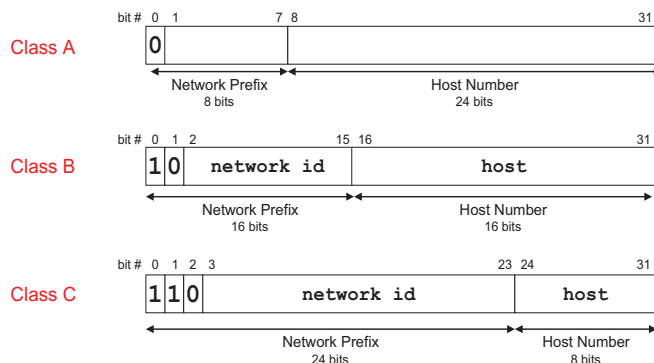 bit # 0 1 7 8 31
Class A 0
Network Prefix Host Number
8 bits 24 bits
bit # 0 1 2 15 16 31
Class B 1 0 network id host
Network Prefix Host Number
16 bits 16 bits
bit # 0 1 2 3 23 24 31
Class C 1 1 0 network id host
Network Prefix Host Number
24 bits 8 bits